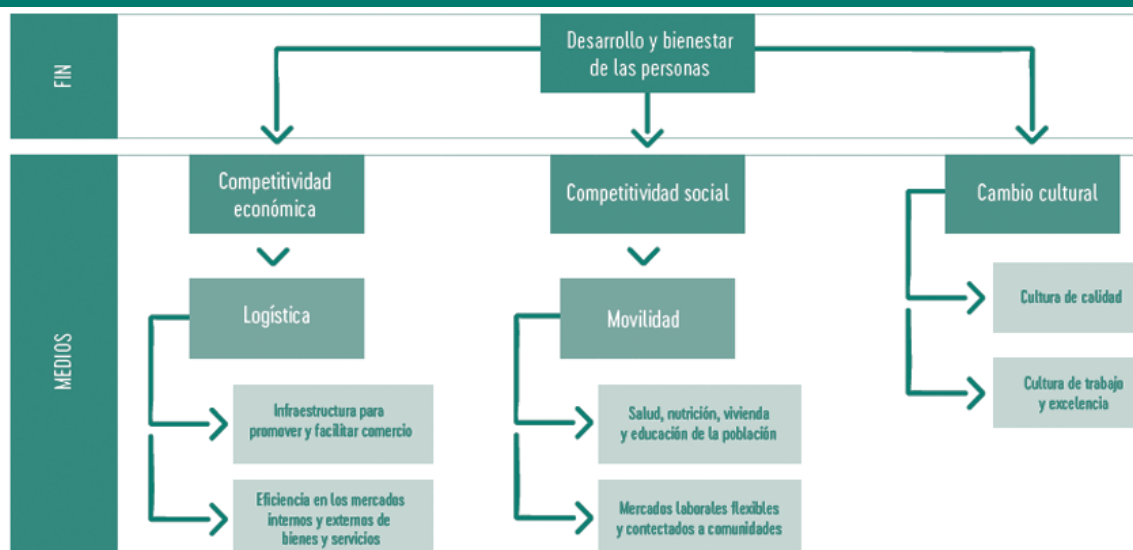 FIN
Desarrollo y bienestar
de las personas
MEDIOS
Competitividad
económica
Logística
Infraestructura para
promover y facilitar comercio
Eficiencia en los mercados
internos y externos de
bienes y servicios
Competitividad social
Movilidad
Salud, nutrición, vivienda
y educación de la población
Mercados laborales flexibles
y contectados a comunidades
Cambio cultural
Cultura de calidad
Cultura de trabajo
y excelencia